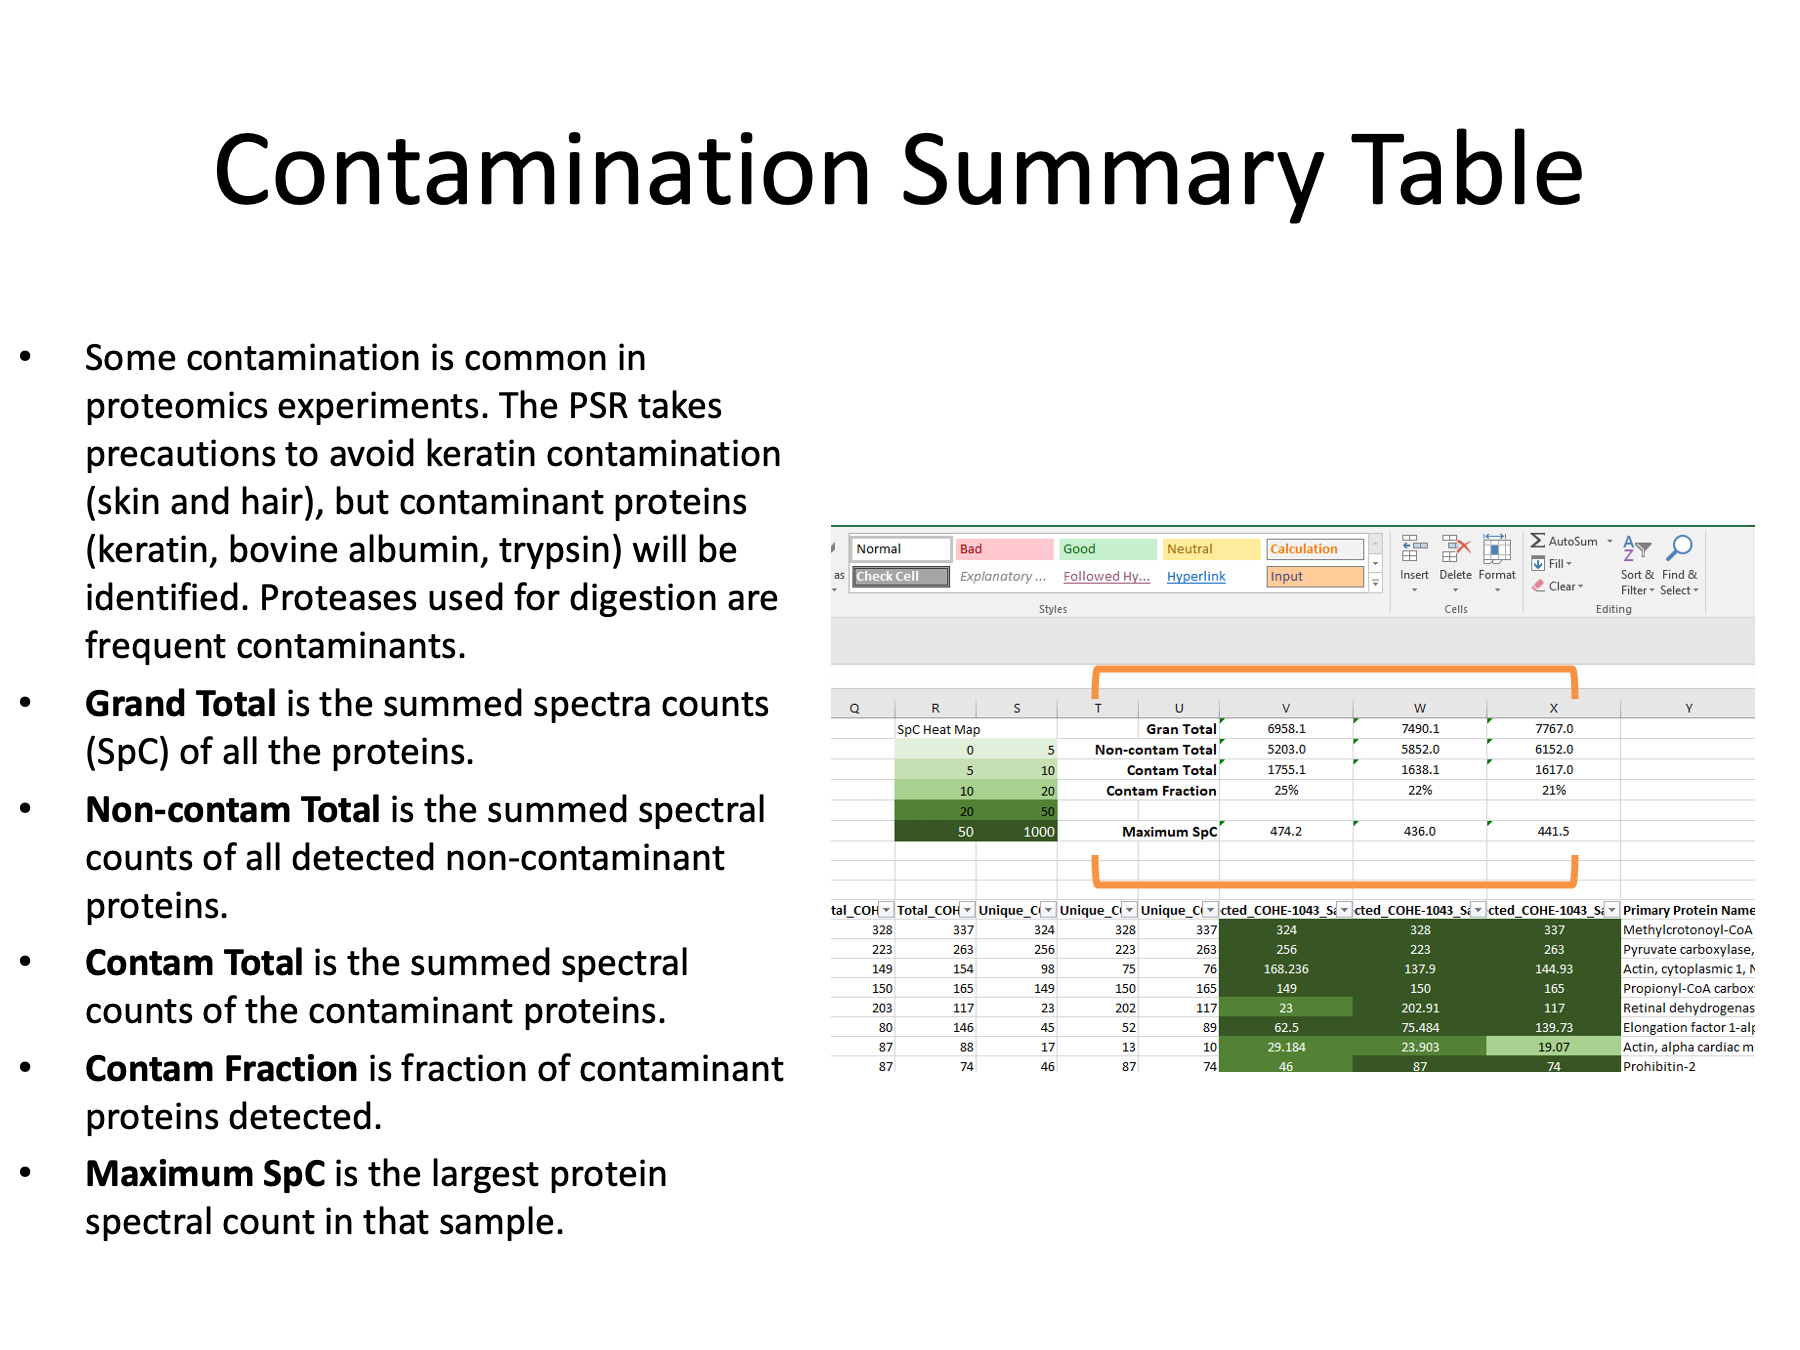 Contamination Summary Table
• Some contamination is common in
proteomics experiments. The PSR takes
precautions to avoid keratin contamination
(skin and hair), but contaminant proteins
(keratin, bovine albumin, trypsin) will be
identified. Proteases used for digestion are
frequent contaminants.
• Grand Total is the summed spectra counts
(SpC) of all the proteins.
• Non-contam Total is the summed spectral
counts of all detected non-contaminant
proteins.
• Contam Total is the summed spectral
counts of the contaminant proteins.
• Contam Fraction is fraction of contaminant
proteins detected.
• Maximum SpC is the largest protein
spectral count in that sample.
Normal Bad Good Neutral Calculation
as Check Cell Explanatory ... Followed Hy... Hyperlink Input
Styles
Insert Delete Format
Cells
AutoSum
Fill
Clear
Sort & Find &
Filter Select
Editing
Q R S T U V W X Y
SpC Heat Map Gran Total 6958.1 7490.1 7767.0
0 5 Non-contam Total 5203.0 5852.0 6152.0
5 10 Contam Total 1755.1 1638.1 1617.0
10 20 Contam Fraction 25% 22% 21%
20 50
50 1000 Maximum SpC 474.2 436.0 441.5
tal_COH Total_COH Unique_C Unique_C Unique_C cted_COHE-1043_Sa cted_COHE-1043_Sa cted_COHE-1043_Sa Primary Protein Name
328 337 324 328 337 324 328 337 Methylcrotonoyl-CoA
223 263 256 223 263 256 223 263 Pyruvate carboxylase,
149 154 98 75 76 168.236 137.9 144.93 Actin, cytoplasmic 1, N
150 165 149 150 165 149 150 165 Propionyl-CoA carbox
203 117 23 202 117 23 202.91 117 Retinal dehydrogenas
80 146 45 52 89 62.5 75.484 139.73 Elongation factor 1-alp
87 88 17 13 10 29.184 23.903 19.07 Actin, alpha cardiac m
87 74 46 87 74 46 87 74 Prohibitin-2